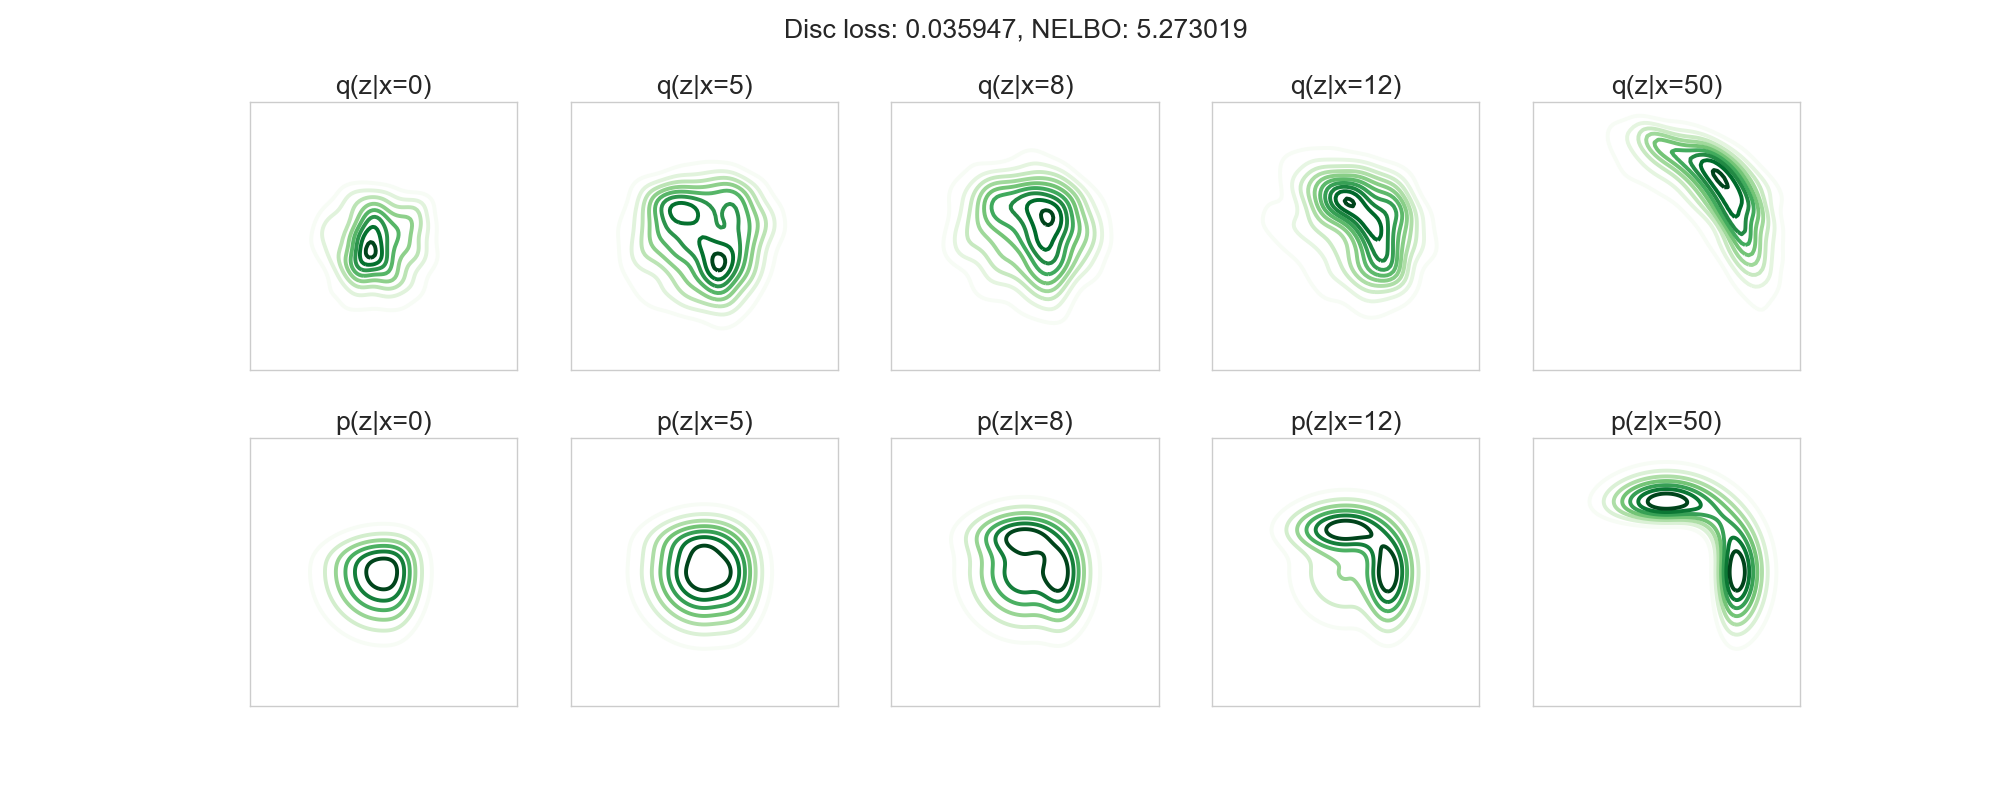 Disc loss: 0.035947, NELBO: 5.273019
q(z|x=0) q(z|x=5) q(z|x=8) q(z|x=12) q(z|x=50)
p(z|x=0) p(z|x=5) p(z|x=8) p(z|x=12) p(z|x=50)